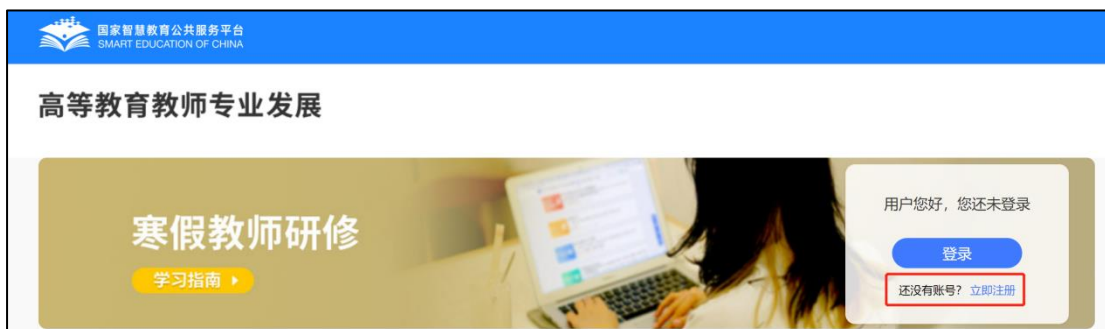 国家智慧教育公共服务平台
SMART EDUCATION OF CHINA
高等教育教师专业发展
寒假教师研修
学习指南
用户您好，您还未登录
登录
还没有账号？ 立即注册